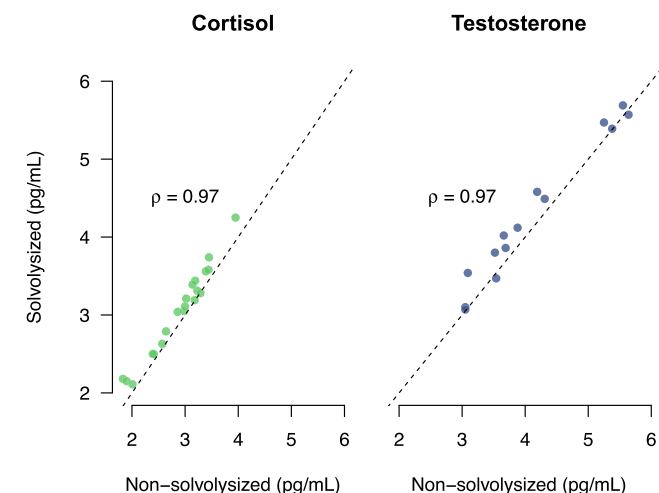 Cortisol
Testosterone
Solvolysized (pg/mL)
6
5
4
3
2
ρ = 0.97
ρ = 0.97
2 3 4 5 6
2 3 4 5 6
Non−solvolysized (pg/mL)
Non−solvolysized (pg/mL)